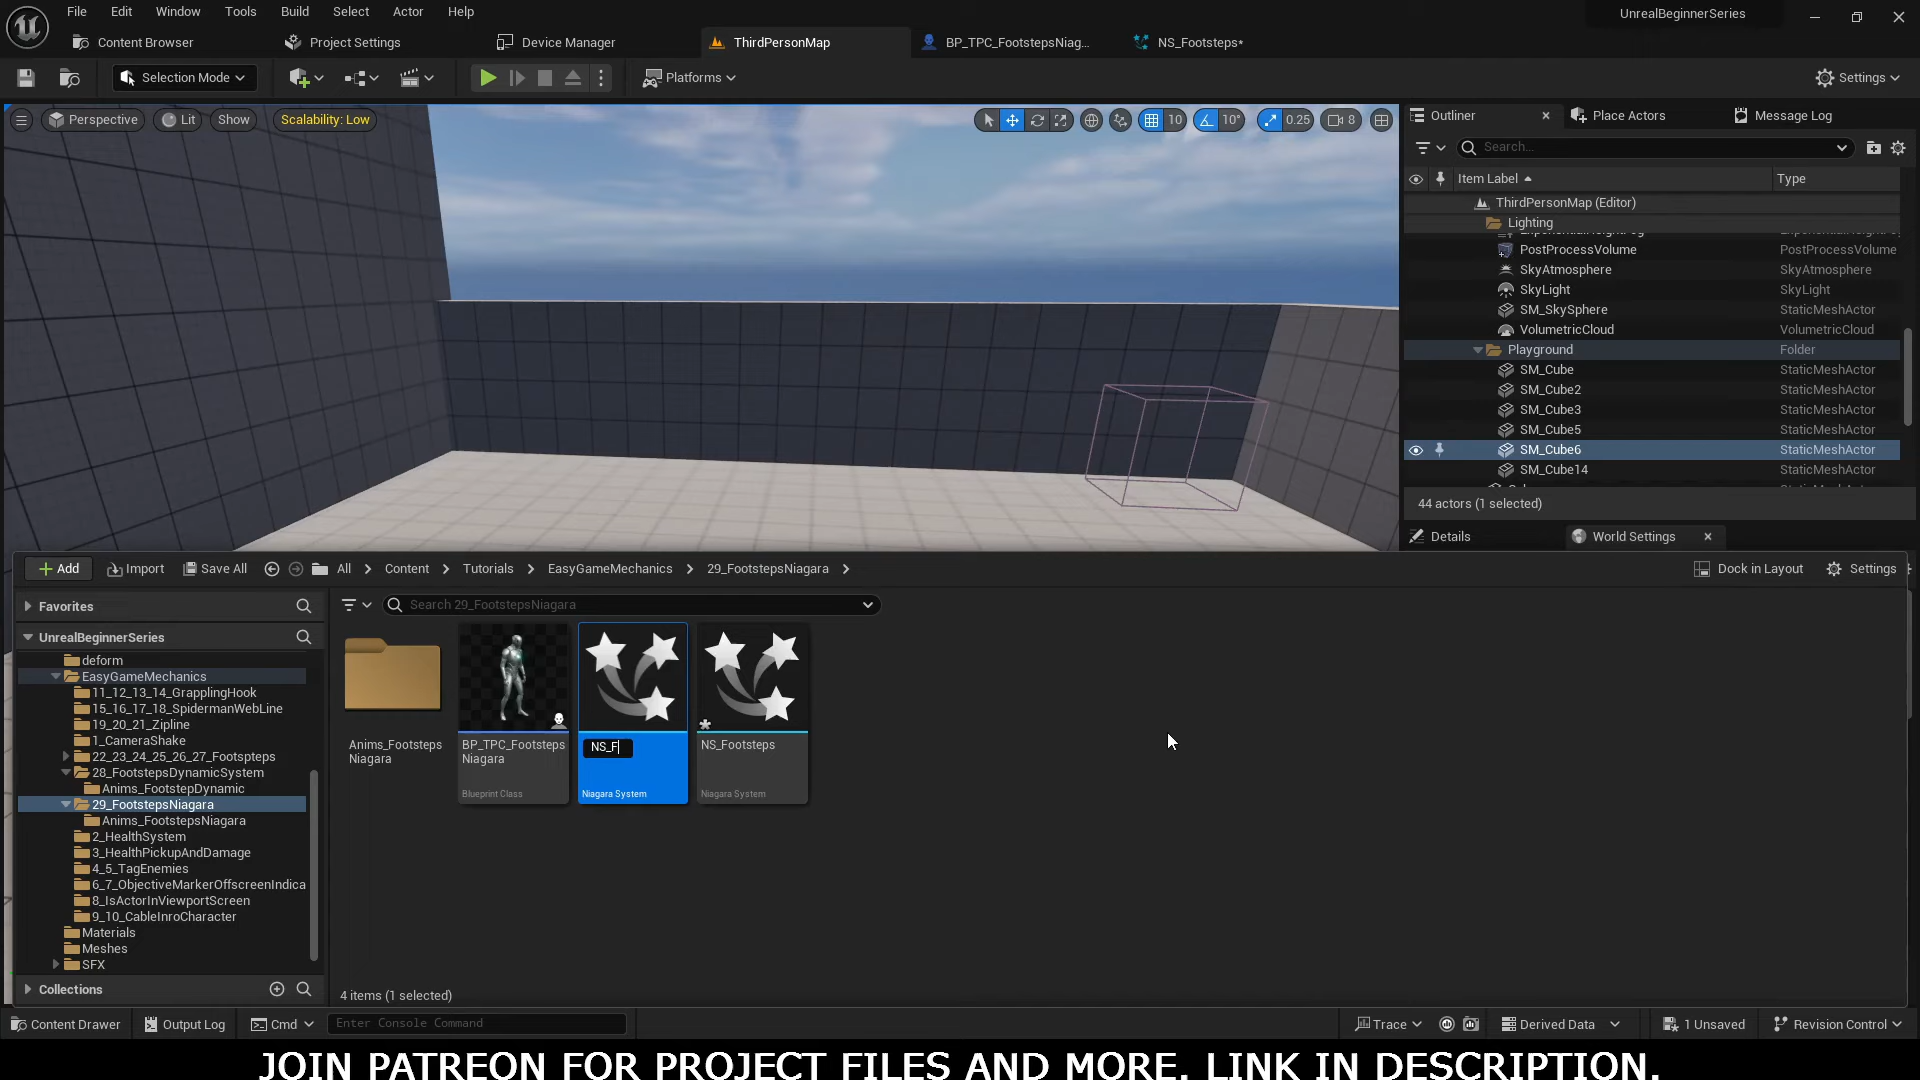 File Edit Window Tools Build Select Actor Help
UnrealBeginnerSeries
Content Browser Project Settings Device Manager ThirdPersonMap BP_TPC_FootstepsNiag... NS_Footsteps*
Selection Mode Platforms Settings
Perspective Lit Show Scalability: Low 10 10° 0.25 8
Outliner Place Actors Message Log
Search...
Item Label Type
ThirdPersonMap (Editor)
Lighting
PostProcessVolume PostProcessVolume
SkyAtmosphere SkyAtmosphere
SkyLight SkyLight
SM_SkySphere StaticMeshActor
VolumetricCloud VolumetricCloud
Playground Folder
SM_Cube StaticMeshActor
SM_Cube2 StaticMeshActor
SM_Cube3 StaticMeshActor
SM_Cube5 StaticMeshActor
SM_Cube6 StaticMeshActor
SM_Cube14 StaticMeshActor
44 actors (1 selected)
Details World Settings
Add Import Save All All Content Tutorials EasyGameMechanics 29_FootstepsNiagara Dock in Layout Settings
Favorites
Search 29_FootstepsNiagara
UnrealBeginnerSeries
deform
EasyGameMechanics
11_12_13_14_GrapplingHook
15_16_17_18_SpidermanWebLine
19_20_21_Zipline
1_CameraShake
22_23_24_25_26_27_Footspteps
28_FootstepsDynamicSystem
Anims_FootstepDynamic
29_FootstepsNiagara
Anims_FootstepsNiagara
2_HealthSystem
3_HealthPickupAndDamage
4_5_TagEnemies
6_7_ObjectiveMarkerOffscreenIndica
8_IsActorInViewportScreen
9_10_CableInroCharacter
Materials
Meshes
SFX
Collections
Anims_Footsteps
Niagara
BP_TPC_Footsteps
Niagara
Blueprint Class
NS_F
Niagara System
NS_Footsteps
Niagara System
4 items (1 selected)
Content Drawer Output Log Cmd Enter Console Command Trace Derived Data 1 Unsaved Revision Control
JOIN PATREON FOR PROJECT FILES AND MORE. LINK IN DESCRIPTION.